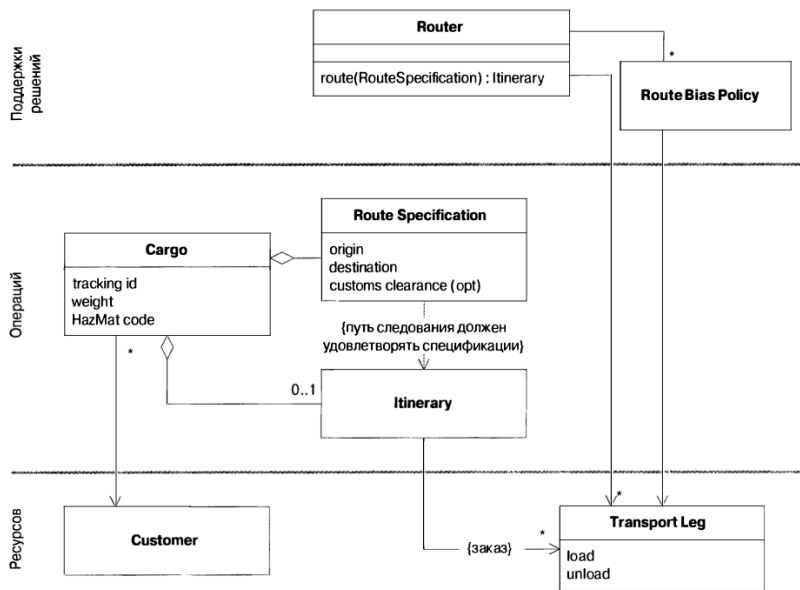 Поддержки
решений
Router
route(RouteSpecification) : Itinerary
*
Route Bias Policy
Операций
Cargo
tracking id
weight
HazMat code
Route Specification
origin
destination
customs clearance (opt)
{путь следования должен
удовлетворять спецификации}
*
0..1
Itinerary
Ресурсов
Customer
{заказ}
*
*
Transport Leg
load
unload